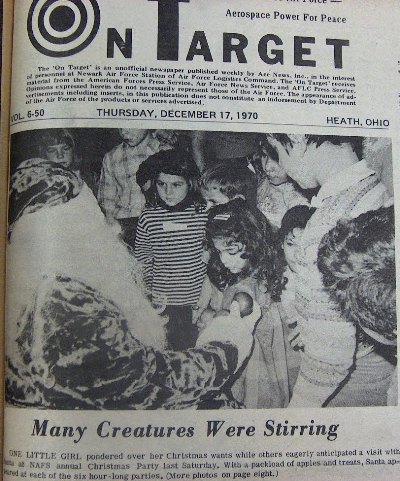 Aerospace Power For Peace
ON TARGET
The 'On Target' is an unofficial newspaper published weekly by Ace News, Inc., in the interest
of personnel at Newark Air Force Station of Air Force Logistics Command. The 'On Target' receives
material from the American Forces Press Service, Air Force News Service, and AFLC Press Service.
Opinions expressed herein do not necessarily represent those of the Air Force. The appearance of ad-
vertisements including inserts, in this publication does not constitute an indorsement by Department
of the Air Force of the products or services advertised.
VOL. 6-50 THURSDAY, DECEMBER 17, 1970 HEATH, OHIO
Many Creatures Were Stirring
ONE LITTLE GIRL pondered over her Christmas wants while others eagerly anticipated a visit with
at NAFS annual Christmas Party last Saturday. With a packload of apples and treats, Santa ap-
peared at each of the six hour-long parties. (More photos on page eight.)